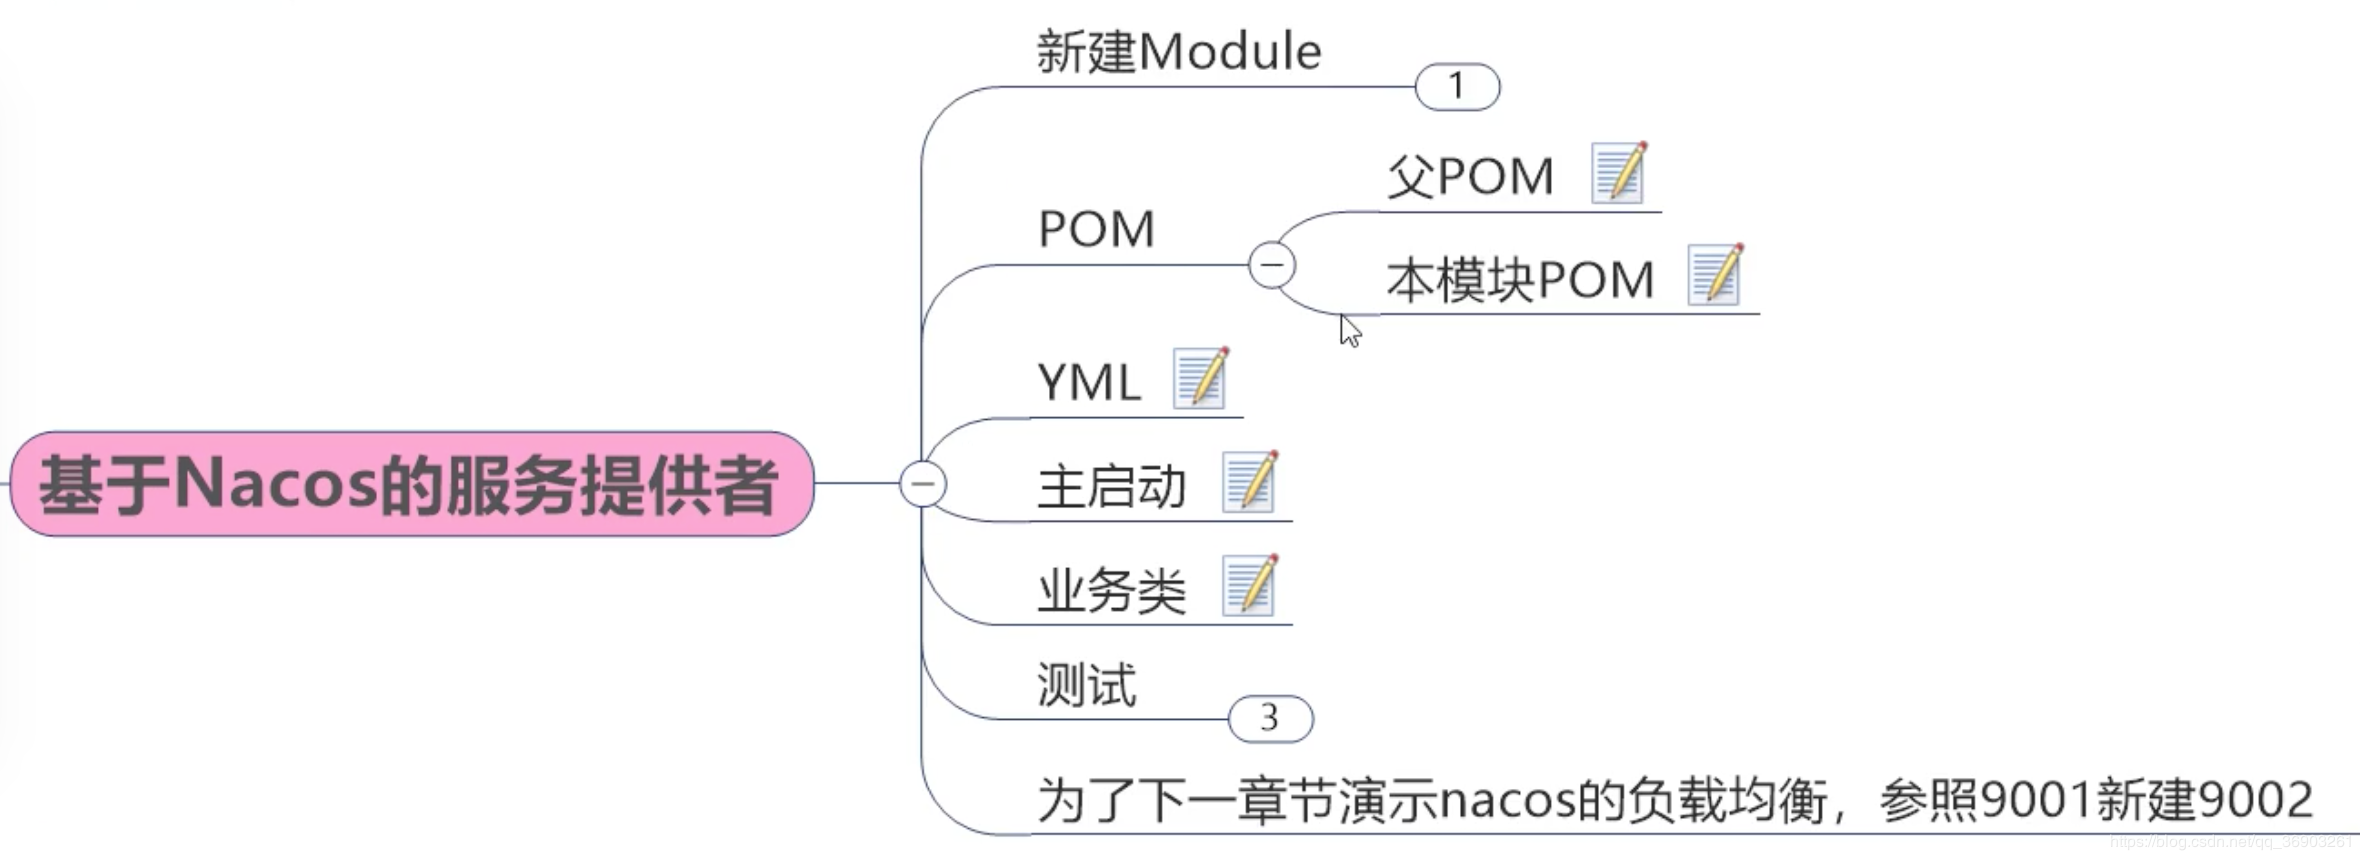 新建Module
1
父POM
POM
本模块POM
YML
基于Nacos的服务提供者
主启动
业务类
测试
3
为了下一章节演示nacos的负载均衡，参照9001新建9002
https://blog.csdn.net/qq_36903261